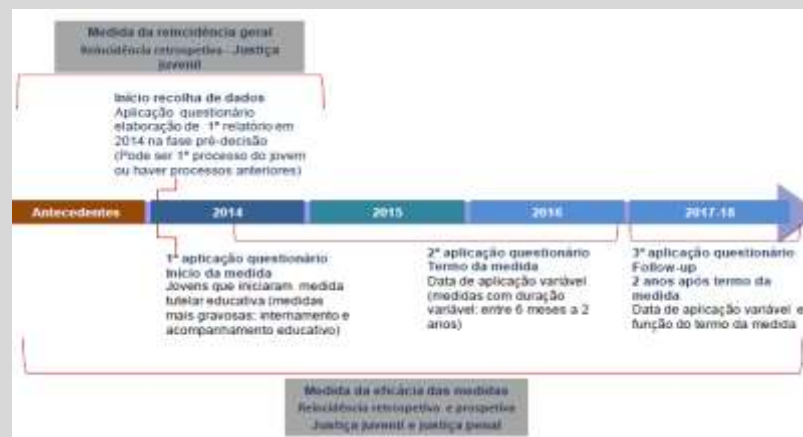 Medida da reincidência geral
Reincidência retrospetiva - Justiça
juvenil
Início recolha de dados
Aplicação questionário
elaboração de 1º relatório em
2014 na fase pré-decisão
(Pode ser 1º processo do jovem
ou haver processos anteriores)
Antecedentes
2014
2015
2016
2017-18
1ª aplicação questionário
Início da medida
Jovens que iniciaram medida
tutelar educativa (medidas
mais gravosas: internamento e
acompanhamento educativo)
2ª aplicação questionário
Termo da medida
Data de aplicação variável
(medidas com duração
variável: entre 6 meses a 2
anos)
3ª aplicação questionário
Follow-up
2 anos após termo da
medida
Data de aplicação variável e
função do termo da medida
Medida da eficácia das medidas
Reincidência retrospetiva e prospetiva
Justiça juvenil e justiça penal